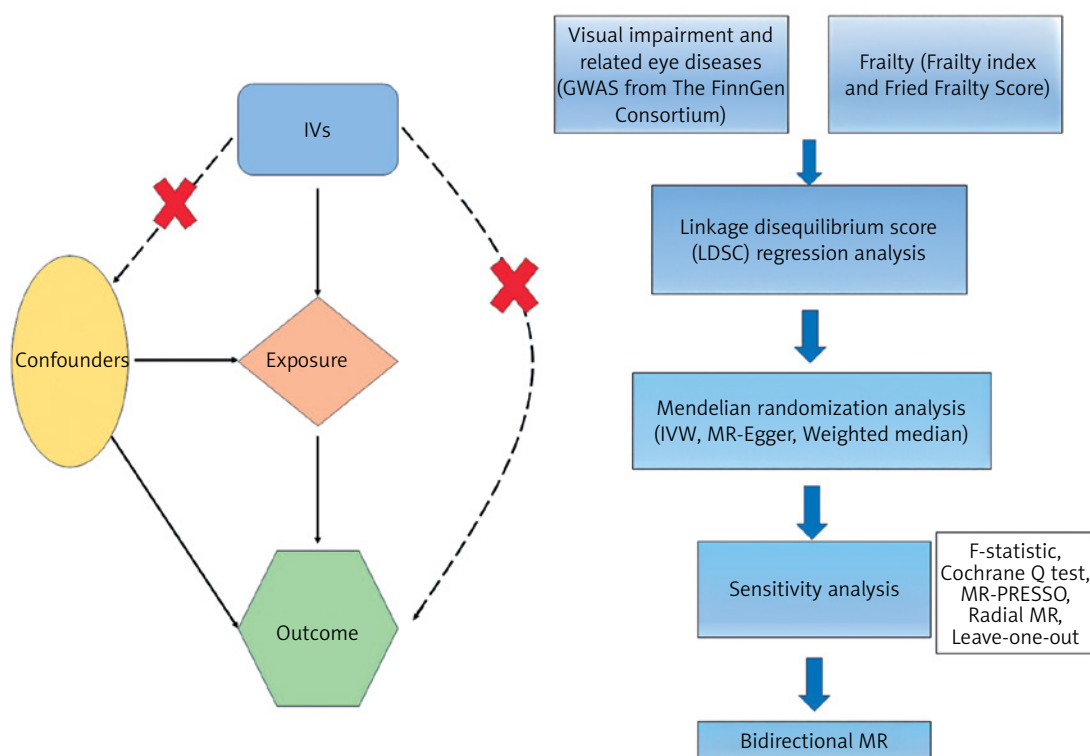 IVs
Confounders
Exposure
Outcome
Visual impairment and
related eye diseases
(GWAS from The FinnGen
Consortium)
Frailty (Frailty index
and Fried Frailty Score)
Linkage disequilibrium score
(LDSC) regression analysis
Mendelian randomization analysis
(IVW, MR-Egger, Weighted median)
Sensitivity analysis
F-statistic,
Cochrane Q test,
MR-PRESSO,
Radial MR,
Leave-one-out
Bidirectional MR